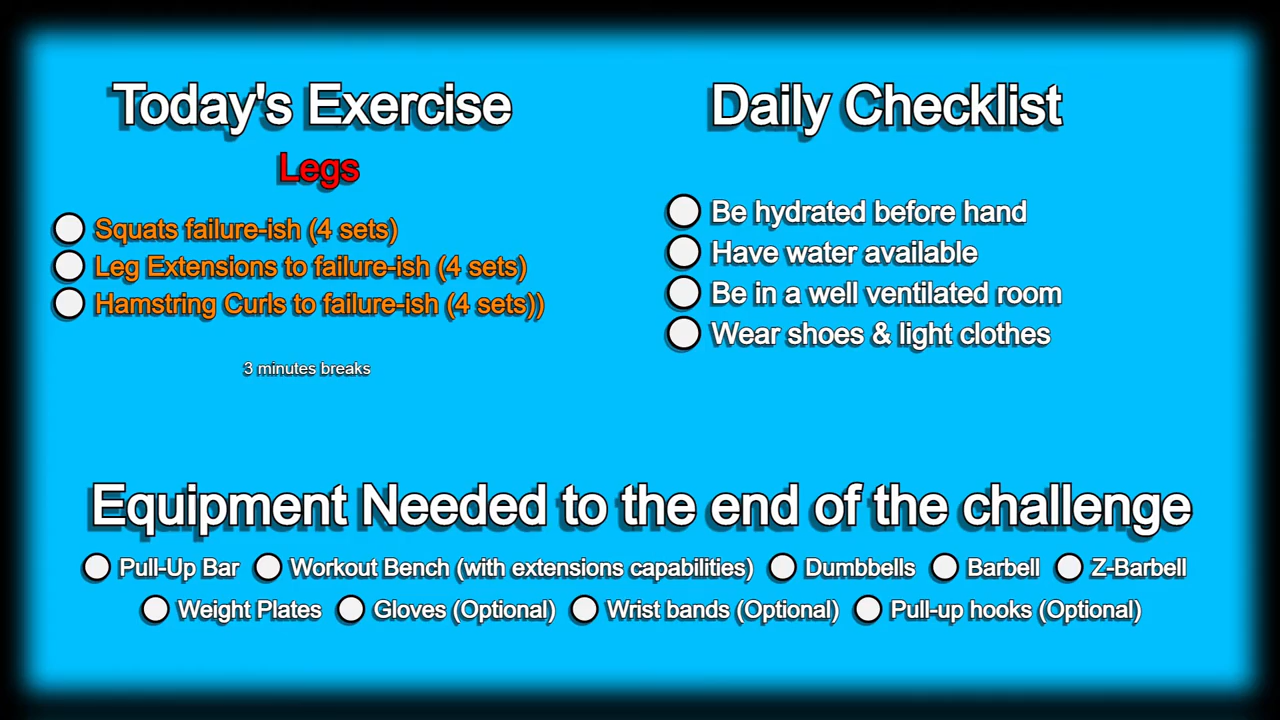 Today's Exercise
Legs
Squats failure-ish (4 sets)
Leg Extensions to failure-ish (4 sets)
Hamstring Curls to failure-ish (4 sets))
3 minutes breaks
Daily Checklist
Be hydrated before hand
Have water available
Be in a well ventilated room
Wear shoes & light clothes
Equipment Needed to the end of the challenge
Pull-Up Bar Workout Bench (with extensions capabilities) Dumbbells Barbell Z-Barbell
Weight Plates Gloves (Optional) Wrist bands (Optional) Pull-up hooks (Optional)